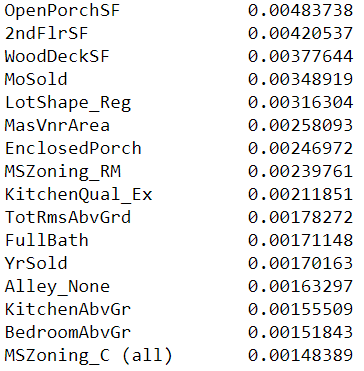 OpenPorchSF 0.00483738
2ndFlrSF 0.00420537
WoodDeckSF 0.00377644
MoSold 0.00348919
LotShape_Reg 0.00316304
MasVnrArea 0.00258093
EnclosedPorch 0.00246972
MSZoning_RM 0.00239761
KitchenQual_Ex 0.00211851
TotRmsAbvGrd 0.00178272
FullBath 0.00171148
YrSold 0.00170163
Alley_None 0.00163297
KitchenAbvGr 0.00155509
BedroomAbvGr 0.00151843
MSZoning_C (all) 0.00148389